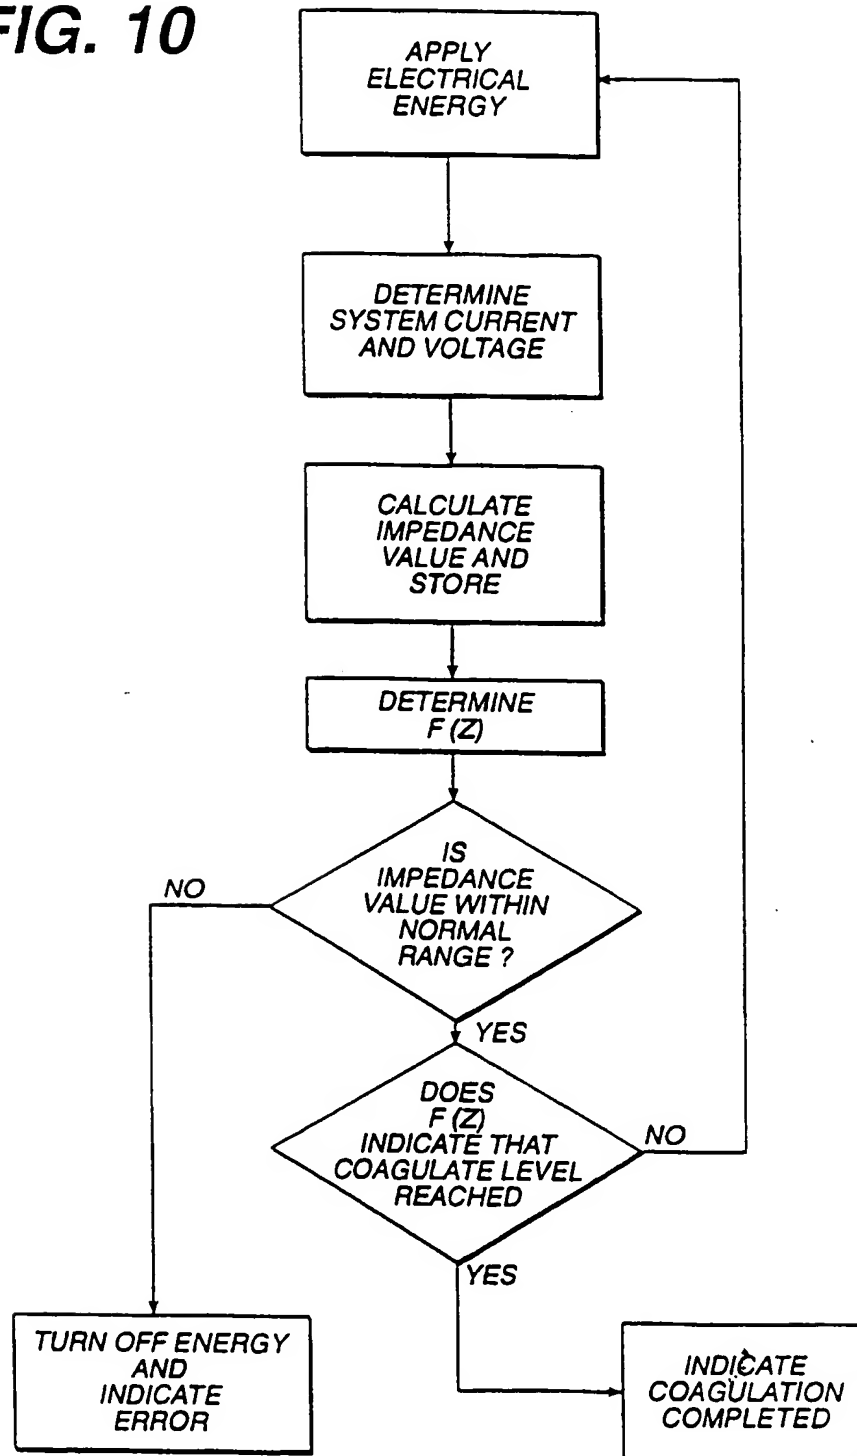 FIG. 10
APPLY
ELECTRICAL
ENERGY
DETERMINE
SYSTEM CURRENT
AND VOLTAGE
CALCULATE
IMPEDANCE
VALUE AND
STORE
DETERMINE
F (Z)
IS
IMPEDANCE
VALUE WITHIN
NORMAL
RANGE ?
NO
YES
DOES
F (Z)
INDICATE THAT
COAGULATE LEVEL
REACHED
NO
YES
TURN OFF ENERGY
AND
INDICATE
ERROR
INDICATE
COAGULATION
COMPLETED